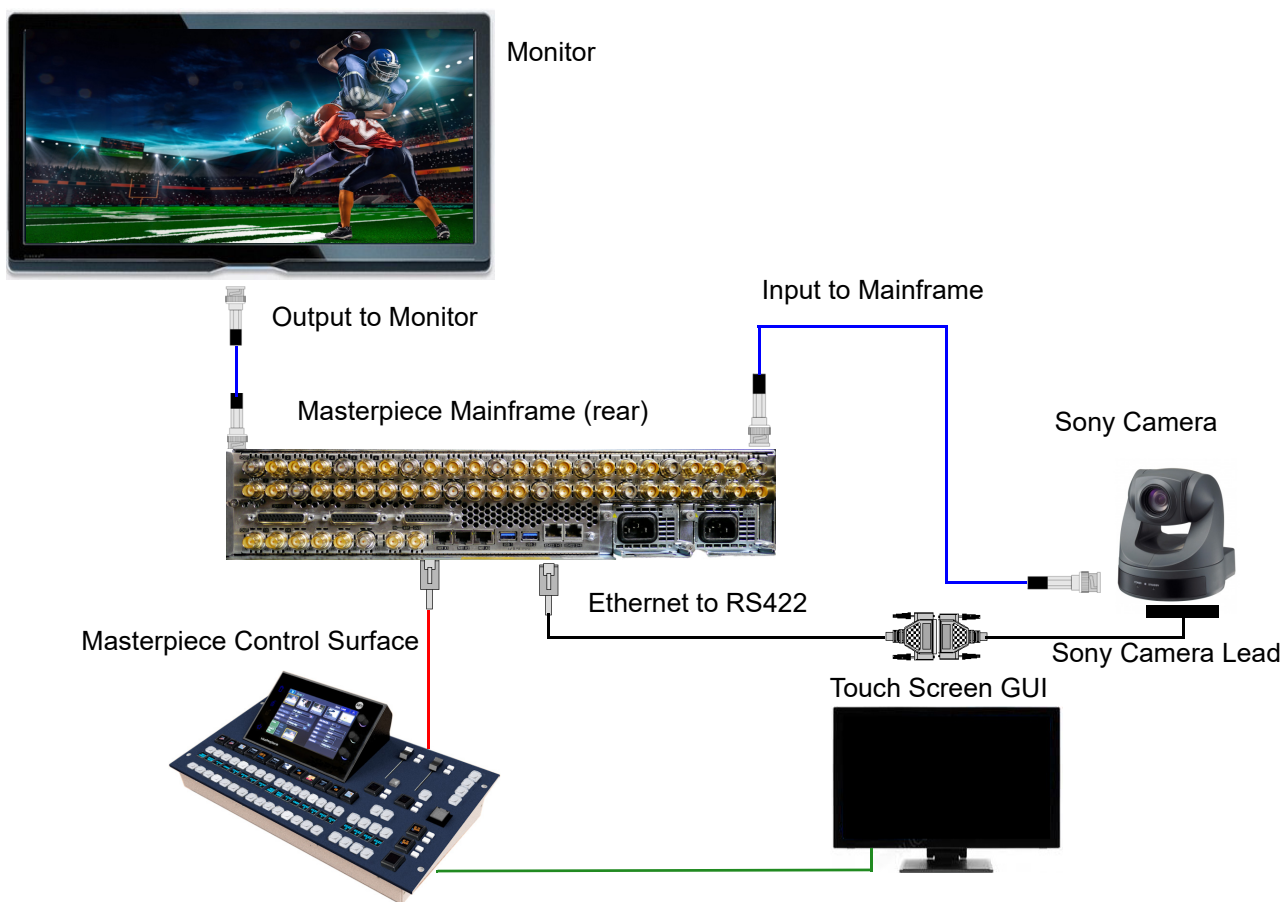 Monitor
Output to Monitor
Input to Mainframe
Masterpiece Mainframe (rear)
Sony Camera
Ethernet to RS422
Masterpiece Control Surface
Sony Camera Lead
Touch Screen GUI